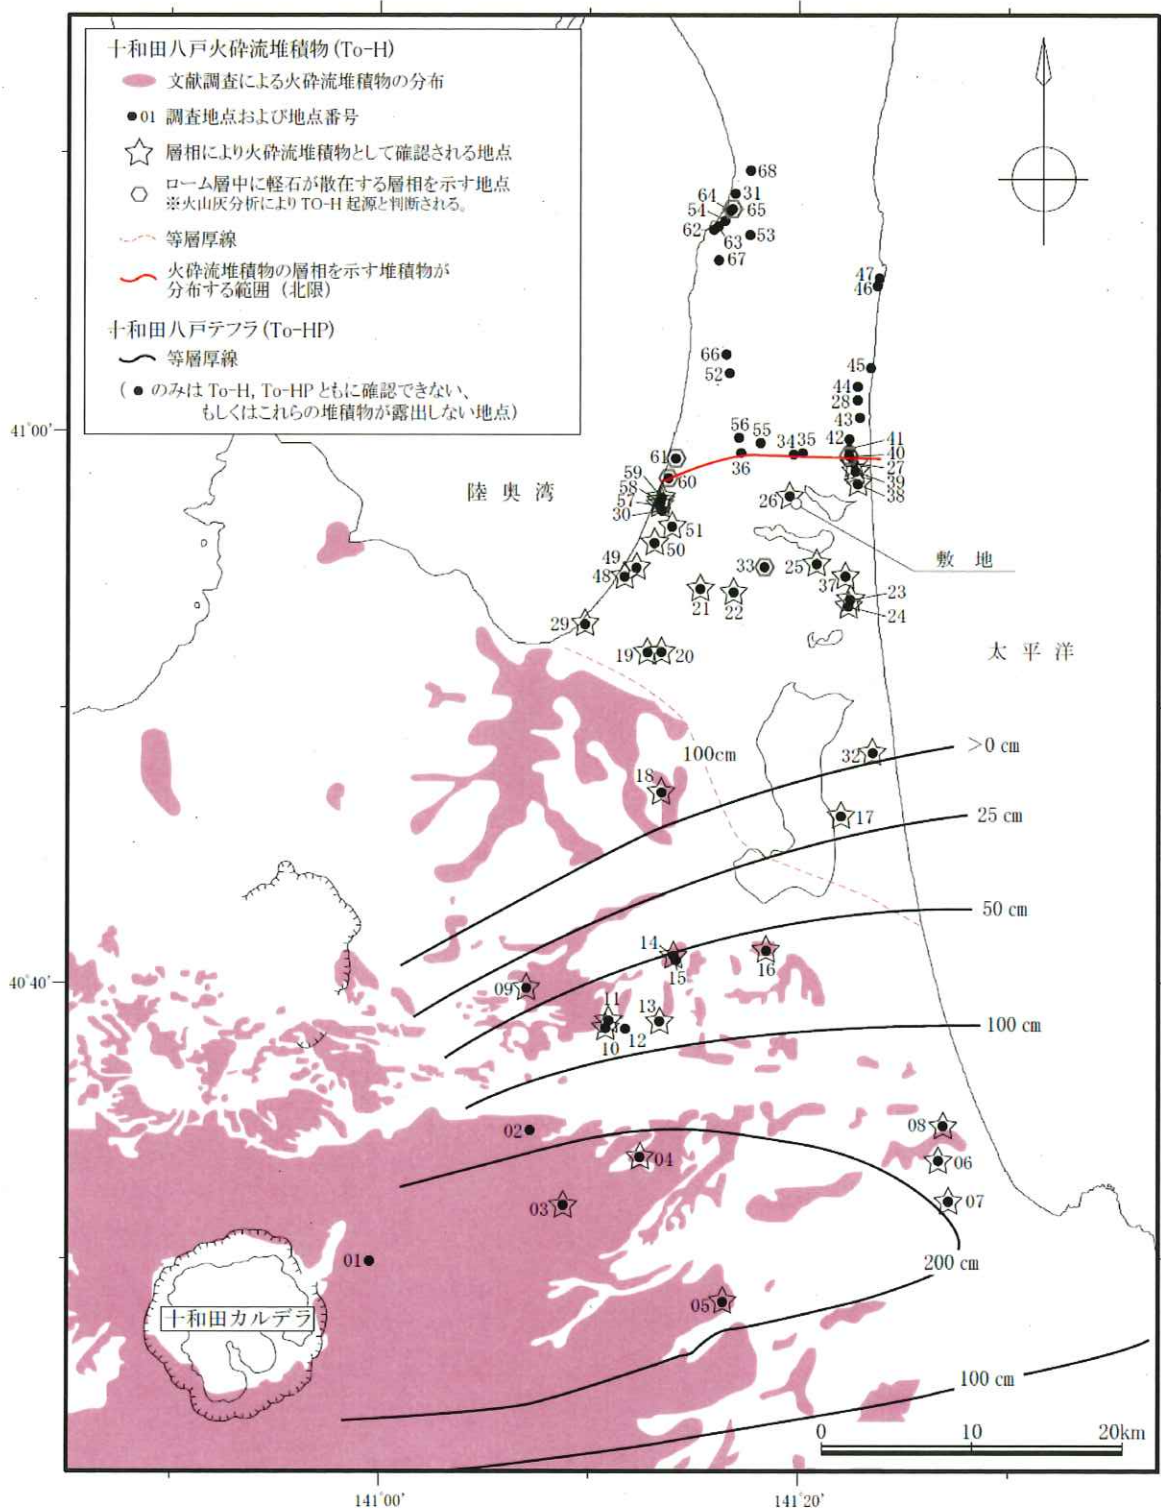 十和田八戸火砕流堆積物 (To-H)
文献調査による火砕流堆積物の分布
01 調査地点および地点番号
層相により火砕流堆積物として確認される地点
ローム層中に軽石が散在する層相を示す地点
※火山灰分析によりTO-H起源と判断される。
等層厚線
火砕流堆積物の層相を示す堆積物が
分布する範囲（北限）
十和田八戸テフラ (To-HP)
等層厚線
（ ● のみは To-H, To-HP ともに確認できない、
もしくはこれらの堆積物が露出しない地点）
68
31
64
65
54
62
63
53
67
47
46
66
52
45
44
28
43
42
41
40
27
39
38
56
55
34
35
36
41°00'
61
60
59
58
57
30
陸奥湾
26
51
50
敷地
49
48
33
25
37
23
24
21
22
29
19
20
太平洋
100cm
>0 cm
32
18
17
25 cm
50 cm
14
15
16
40°40'
09
11
13
10
12
100 cm
02
08
04
06
03
07
01
200 cm
05
十和田カルデラ
100 cm
0
10
20km
141°00'
141°20'